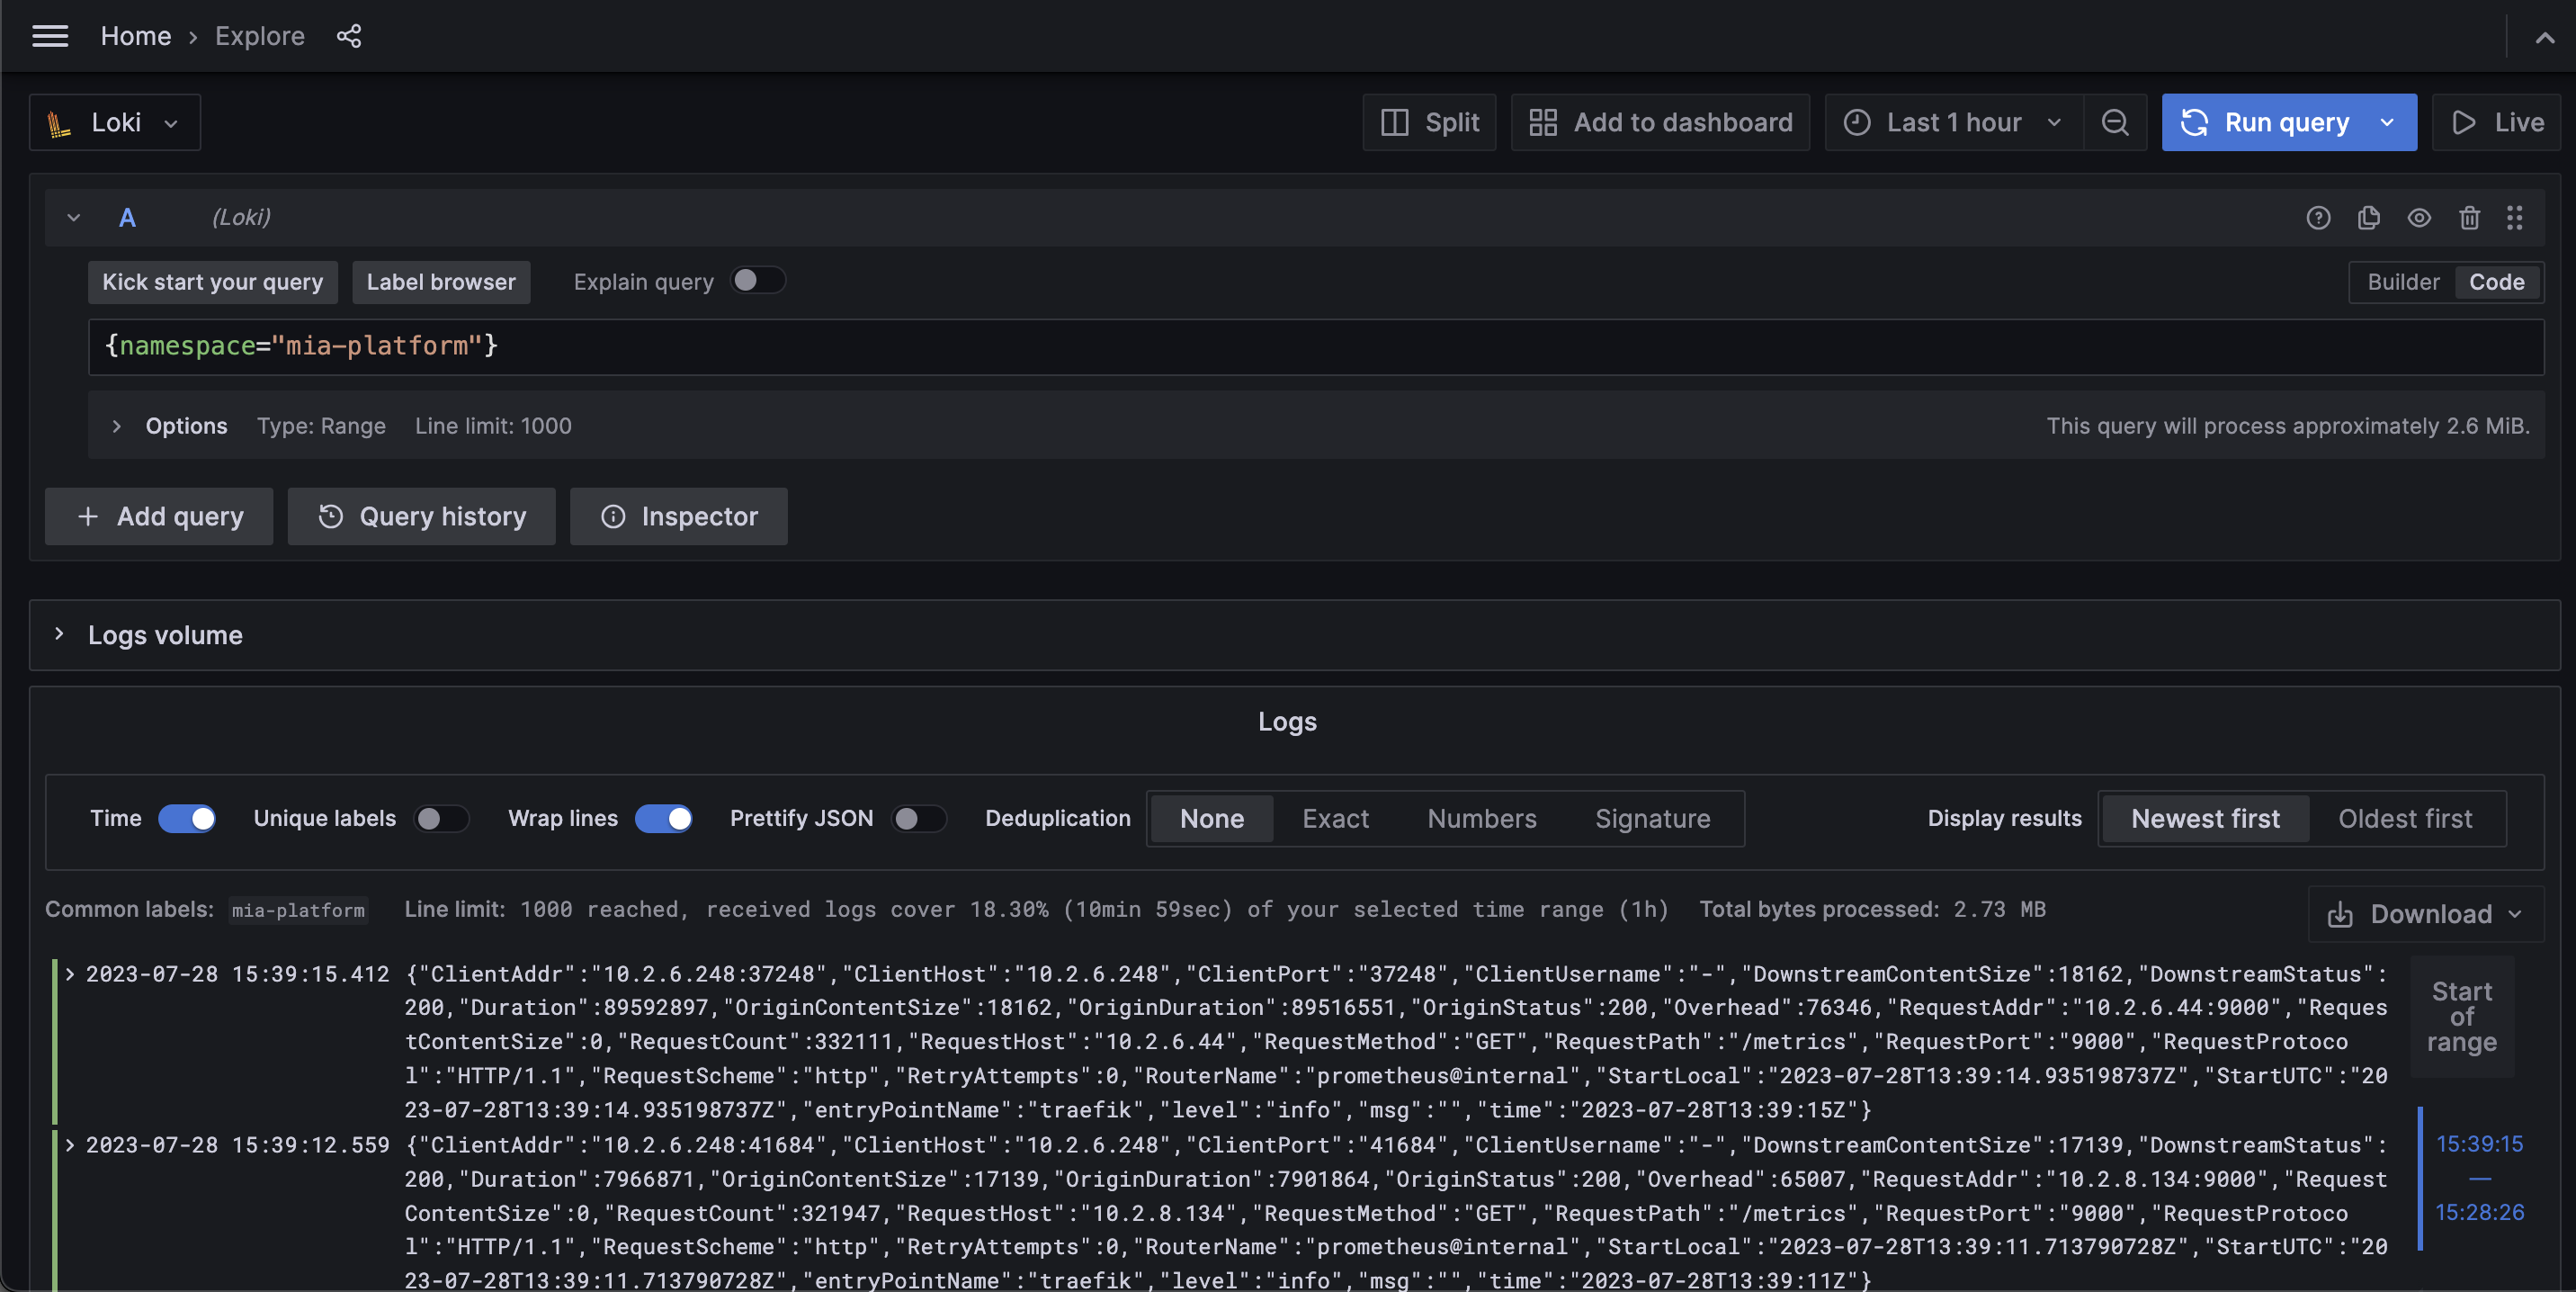 Home › Explore
Loki Split Add to dashboard Last 1 hour Run query Live
A (Loki)
Kick start your query Label browser Explain query Builder Code
{namespace="mia-platform"}
Options Type: Range Line limit: 1000 This query will process approximately 2.6 MiB.
+ Add query Query history Inspector
Logs volume
Logs
Time Unique labels Wrap lines Prettify JSON Deduplication None Exact Numbers Signature Display results Newest first Oldest first
Common labels: mia-platform Line limit: 1000 reached, received logs cover 18.30% (10min 59sec) of your selected time range (1h) Total bytes processed: 2.73 MB Download
2023-07-28 15:39:15.412 {"ClientAddr":"10.2.6.248:37248","ClientHost":"10.2.6.248","ClientPort":"37248","ClientUsername":"-","DownstreamContentSize":18162,"DownstreamStatus":
200,"Duration":89592897,"OriginContentSize":18162,"OriginDuration":89516551,"OriginStatus":200,"Overhead":76346,"RequestAddr":"10.2.6.44:9000","Reques
tContentSize":0,"RequestCount":332111,"RequestHost":"10.2.6.44","RequestMethod":"GET","RequestPath":"/metrics","RequestPort":"9000","RequestProtoco
l":"HTTP/1.1","RequestScheme":"http","RetryAttempts":0,"RouterName":"prometheus@internal","StartLocal":"2023-07-28T13:39:14.935198737Z","StartUTC":"20
23-07-28T13:39:14.935198737Z","entryPointName":"traefik","level":"info","msg":"","time":"2023-07-28T13:39:15Z"}
2023-07-28 15:39:12.559 {"ClientAddr":"10.2.6.248:41684","ClientHost":"10.2.6.248","ClientPort":"41684","ClientUsername":"-","DownstreamContentSize":17139,"DownstreamStatus":
200,"Duration":7966871,"OriginContentSize":17139,"OriginDuration":7901864,"OriginStatus":200,"Overhead":65007,"RequestAddr":"10.2.8.134:9000","Request
ContentSize":0,"RequestCount":321947,"RequestHost":"10.2.8.134","RequestMethod":"GET","RequestPath":"/metrics","RequestPort":"9000","RequestProtoco
l":"HTTP/1.1","RequestScheme":"http","RetryAttempts":0,"RouterName":"prometheus@internal","StartLocal":"2023-07-28T13:39:11.713790728Z","StartUTC":"20
23-07-28T13:39:11.713790728Z","entryPointName":"traefik","level":"info","msg":"","time":"2023-07-28T13:39:11Z"}
Start
of
range
15:39:15
—
15:28:26